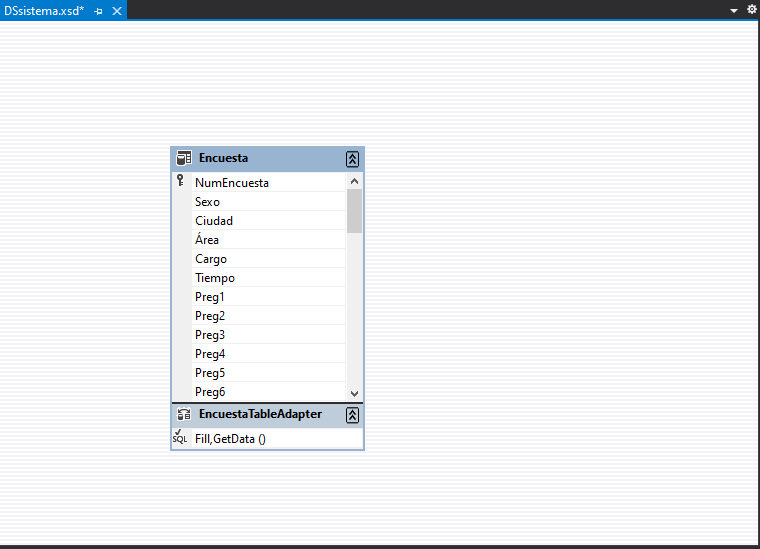 DSsistema.xsd*
Encuesta
NumEncuesta
Sexo
Ciudad
Área
Cargo
Tiempo
Preg1
Preg2
Preg3
Preg4
Preg5
Preg6
EncuestaTableAdapter
SQL Fill,GetData ()